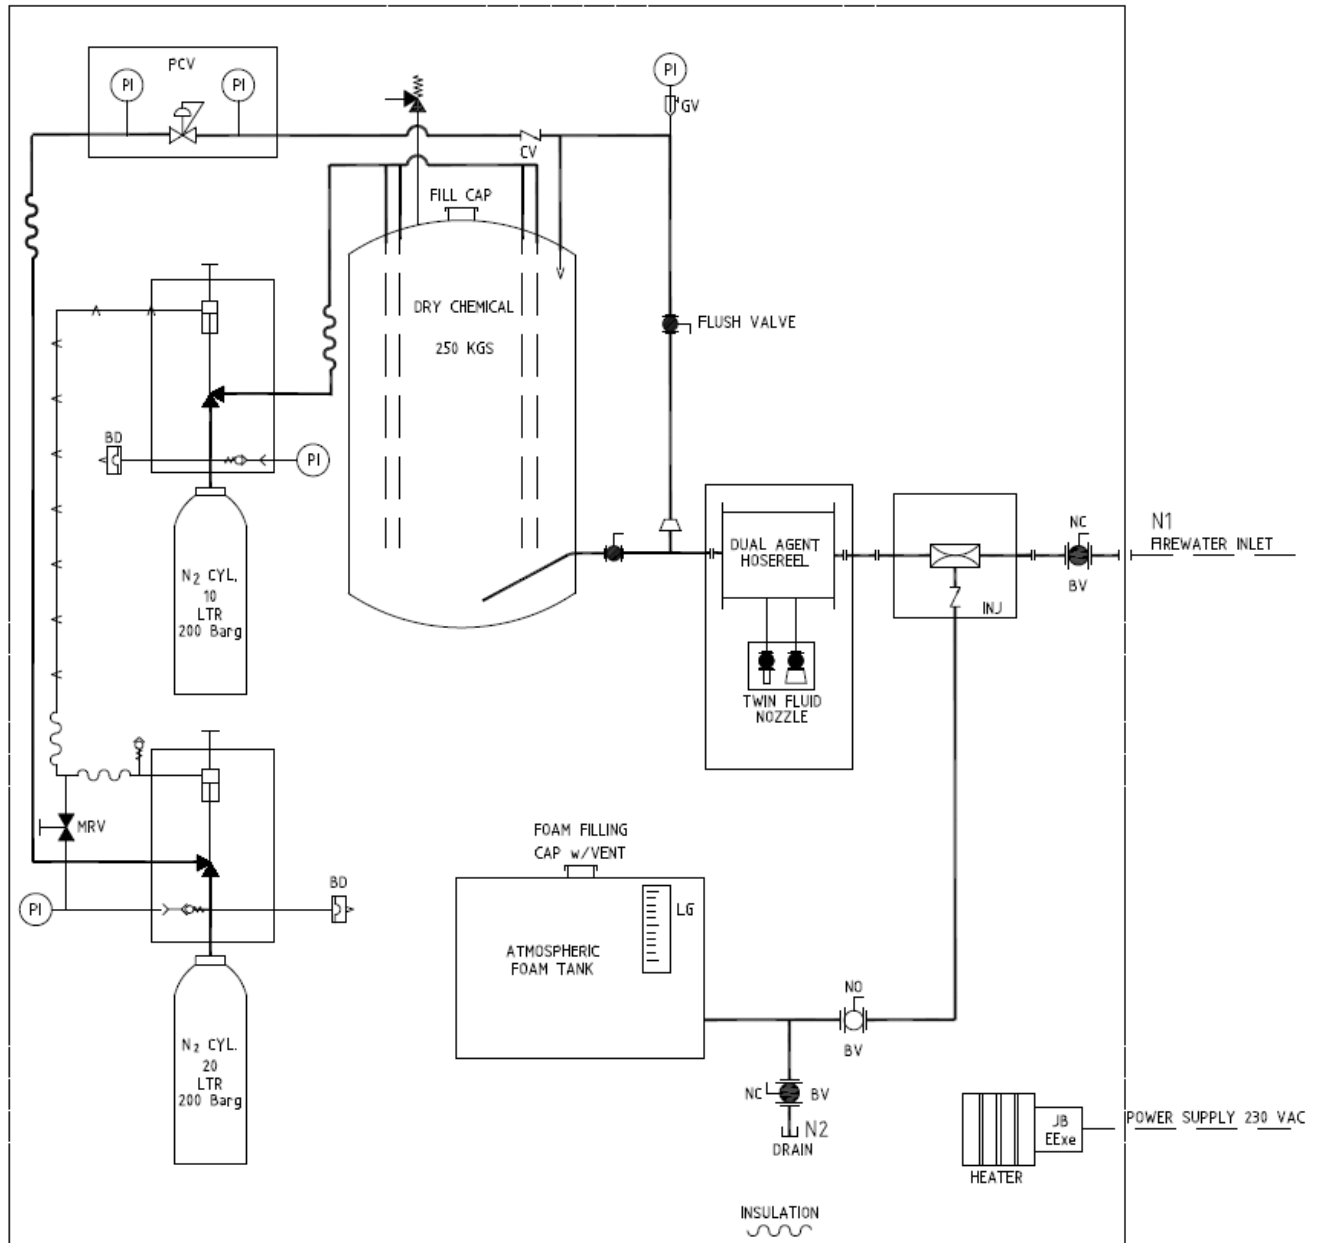 PCV
PI
PI
PI
GV
CV
FILL CAP
DRY CHEMICAL
250 KGS
FLUSH VALVE
BD
PI
N2 CYL,
10
LTR
200 Barg
DUAL AGENT
HOSEREEL
TWIN FLUID
NOZZLE
INJ
NC
BV
N1
FIREWATER INLET
MRV
PI
BD
N2 CYL.
20
LTR
200 Barg
FOAM FILLING
CAP w/VENT
LG
ATMOSPHERIC
FOAM TANK
NO
BV
NC
BV
N2
DRAIN
JB
EExe
HEATER
POWER SUPPLY 230 VAC
INSULATION